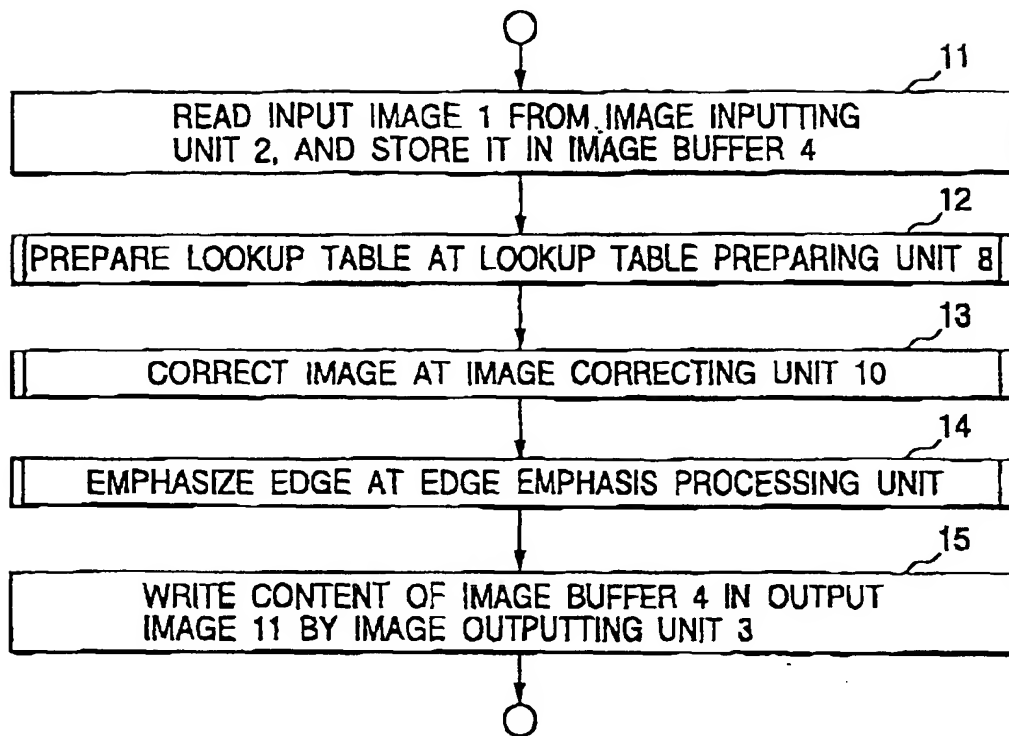 11
READ INPUT IMAGE 1 FROM IMAGE INPUTTING
UNIT 2, AND STORE IT IN IMAGE BUFFER 4
12
PREPARE LOOKUP TABLE AT LOOKUP TABLE PREPARING UNIT 8
13
CORRECT IMAGE AT IMAGE CORRECTING UNIT 10
14
EMPHASIZE EDGE AT EDGE EMPHASIS PROCESSING UNIT
15
WRITE CONTENT OF IMAGE BUFFER 4 IN OUTPUT
IMAGE 11 BY IMAGE OUTPUTTING UNIT 3